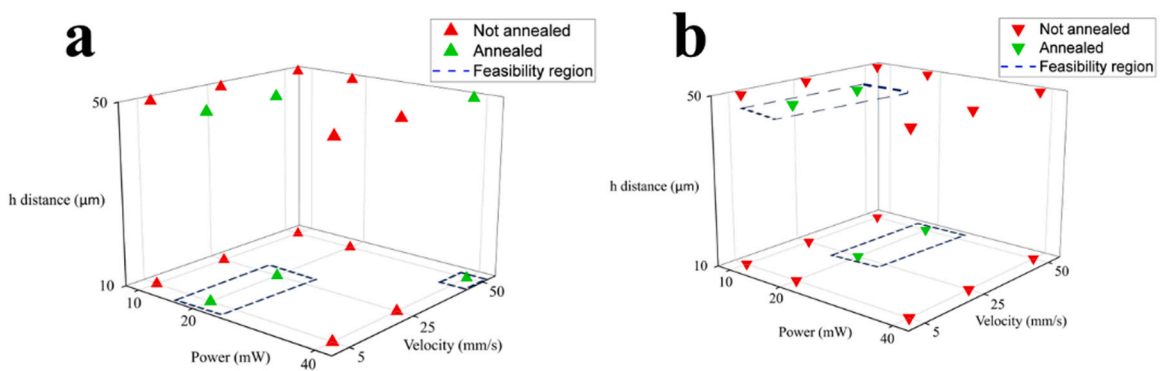 a
Not annealed
Annealed
Feasibility region
50
h distance (μm)
10
10
20
Power (mW)
40
5
25
Velocity (mm/s)
50
b
Not annealed
Annealed
Feasibility region
50
h distance (μm)
10
10
20
Power (mW)
40
5
25
Velocity (mm/s)
50